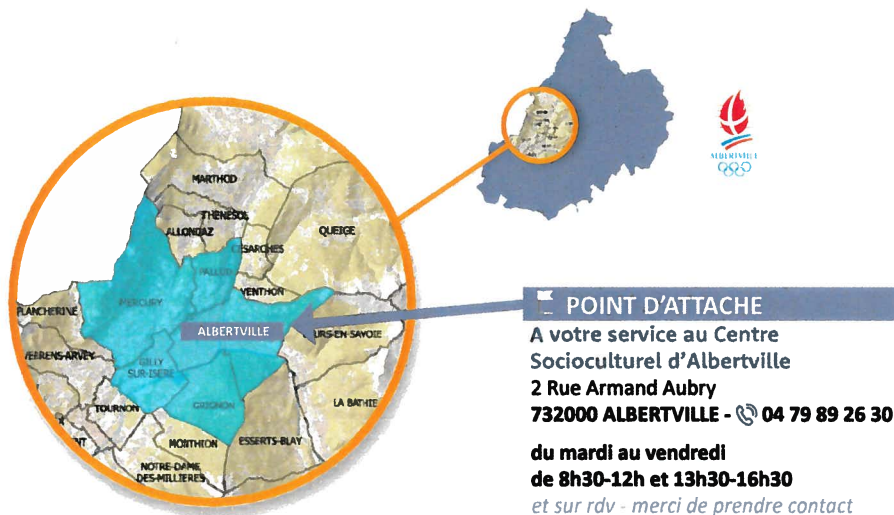 MARTHOD
THENESOL
ALLONDAZ
CESARCHES
QUEIGE
PALLUD
VENTHON
MERCURY
PLANCHERINE
ALBERTVILLE
URS-EN-SAVOIE
VERRENS-ARVEY
GILLY
SUR-ISERE
GRIGNON
TOURNON
LA BATHIE
MONTHION
ESSERTS-BLAY
NOTRE-DAME
DES-MILLIERES
ALBERTVILLE
POINT D'ATTACHE
A votre service au Centre
Socioculturel d'Albertville
2 Rue Armand Aubry
732000 ALBERTVILLE - 04 79 89 26 30
du mardi au vendredi
de 8h30-12h et 13h30-16h30
et sur rdv - merci de prendre contact